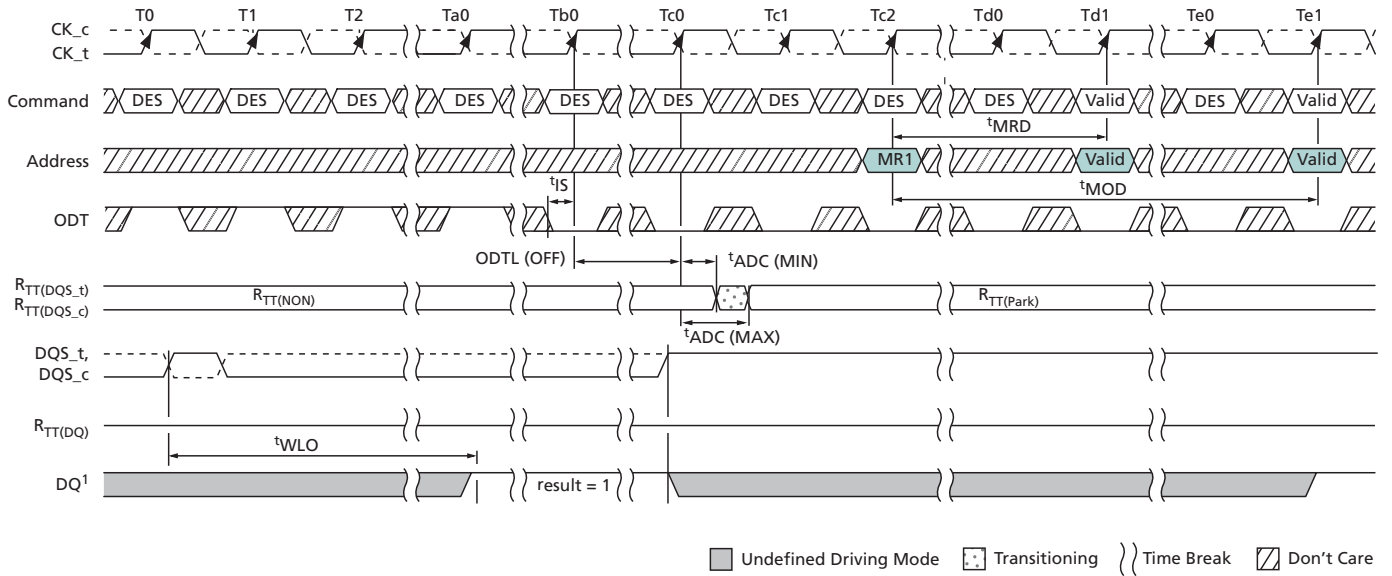 T0 T1 T2 Ta0 Tb0 Tc0 Tc1 Tc2 Td0 Td1 Te0 Te1
CK_c
CK_t
Command DES DES DES DES DES DES DES DES DES Valid DES Valid
tMRD
Address MR1 Valid Valid
tIS tMOD
ODT
ODTL (OFF) tADC (MIN)
RTT(DQS_t)
RTT(NON) RTT(Park)
RTT(DQS_c)
tADC (MAX)
DQS_t,
DQS_c
RTT(DQ)
tWLO
DQ1 result = 1
Undefined Driving Mode Transitioning Time Break Don't Care